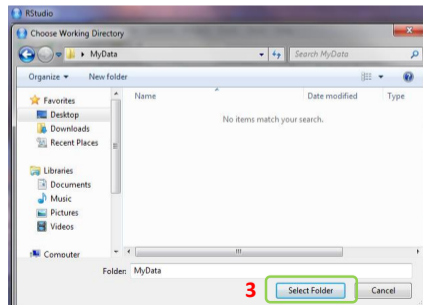 RStudio
Choose Working Directory
MyData
Search MyData
Organize
New folder
Name
Date modified
Type
No items match your search.
Favorites
Desktop
Downloads
Recent Places
Libraries
Documents
Music
Pictures
Videos
Computer
Folder: MyData
3
Select Folder
Cancel